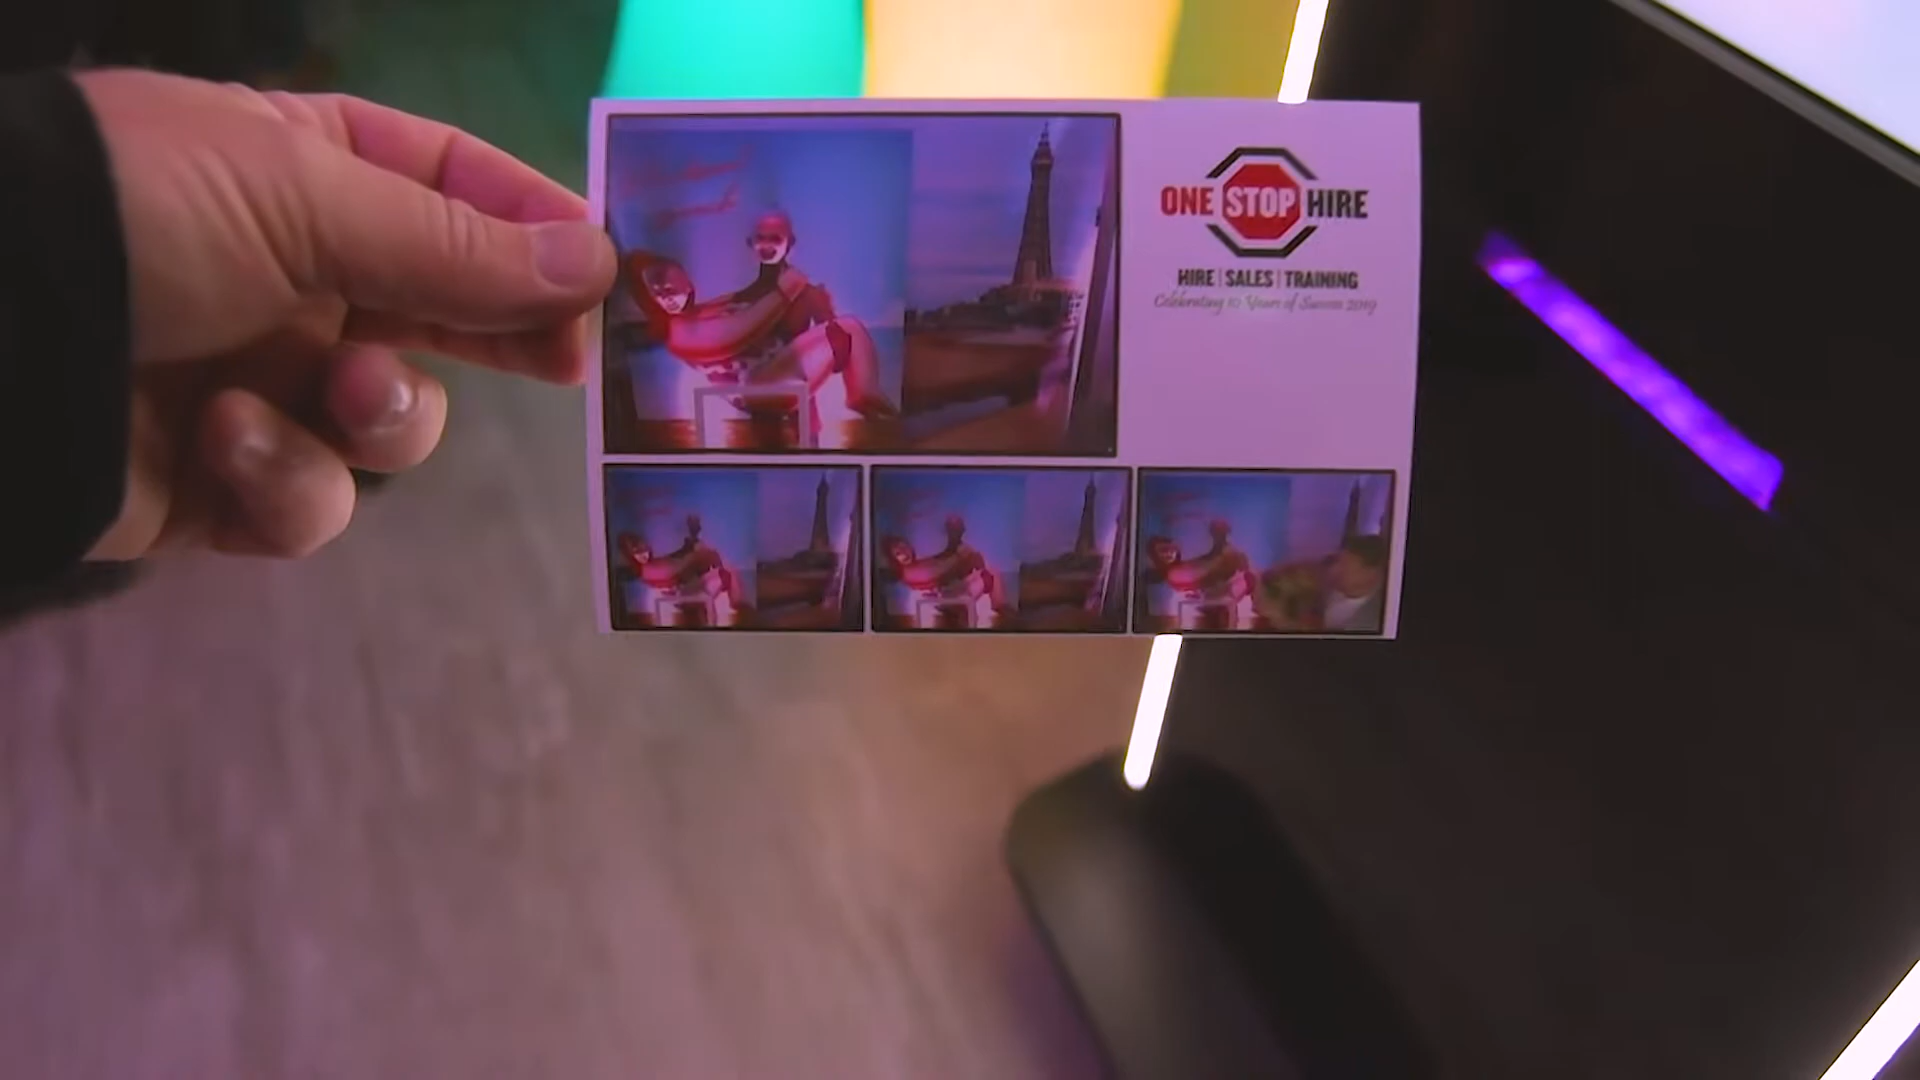 ONE STOP HIRE
HIRE | SALES | TRAINING
Celebrating 10 Years of Success 2019